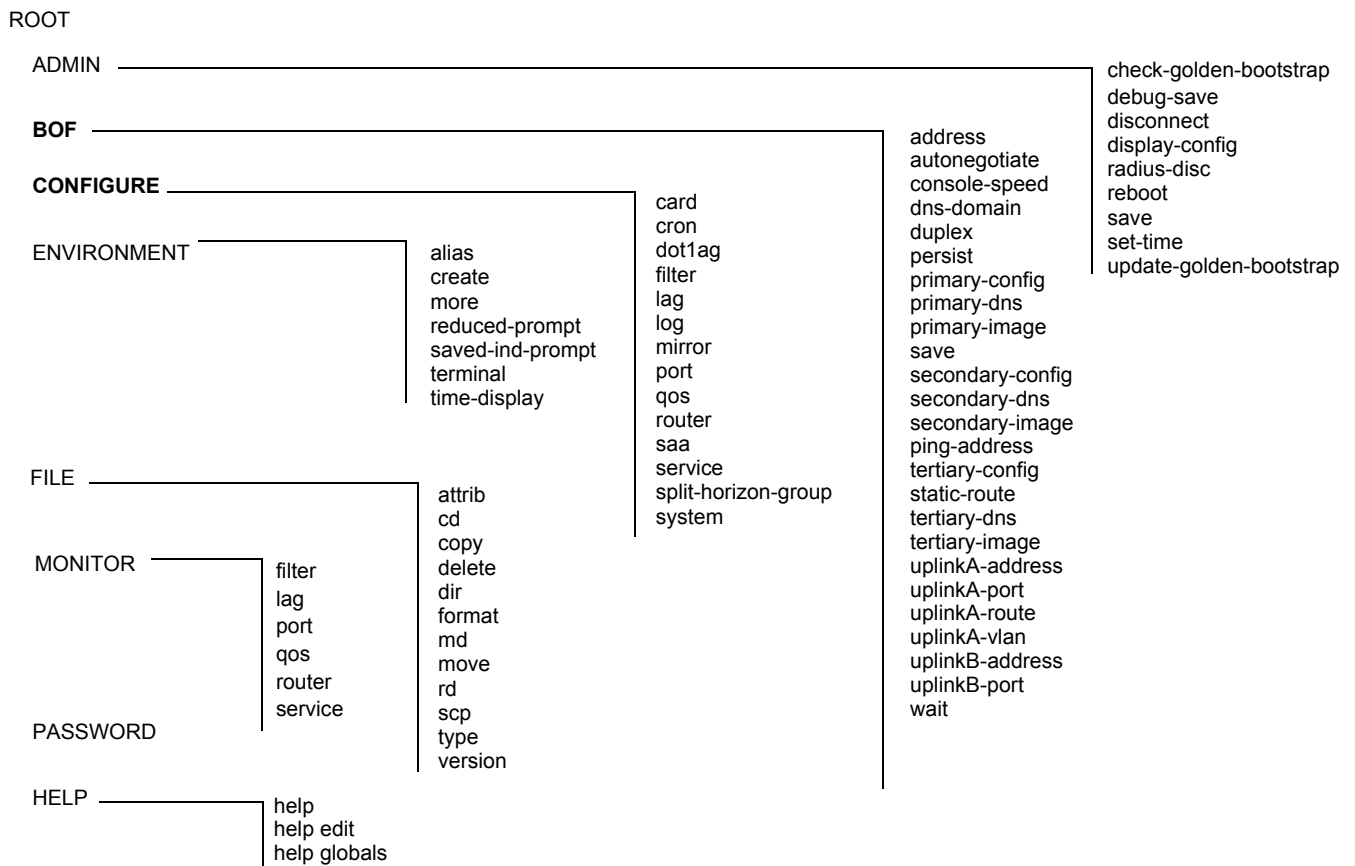 ROOT
ADMIN
check-golden-bootstrap
debug-save
disconnect
display-config
radius-disc
reboot
save
set-time
update-golden-bootstrap
BOF
address
autonegotiate
console-speed
dns-domain
duplex
persist
primary-config
primary-dns
primary-image
save
secondary-config
secondary-dns
secondary-image
ping-address
tertiary-config
static-route
tertiary-dns
tertiary-image
uplinkA-address
uplinkA-port
uplinkA-route
uplinkA-vlan
uplinkB-address
uplinkB-port
wait
CONFIGURE
card
cron
dot1ag
filter
lag
log
mirror
port
qos
router
saa
service
split-horizon-group
system
ENVIRONMENT
alias
create
more
reduced-prompt
saved-ind-prompt
terminal
time-display
FILE
attrib
cd
copy
delete
dir
format
md
move
rd
scp
type
version
MONITOR
filter
lag
port
qos
router
service
PASSWORD
HELP
help
help edit
help globals